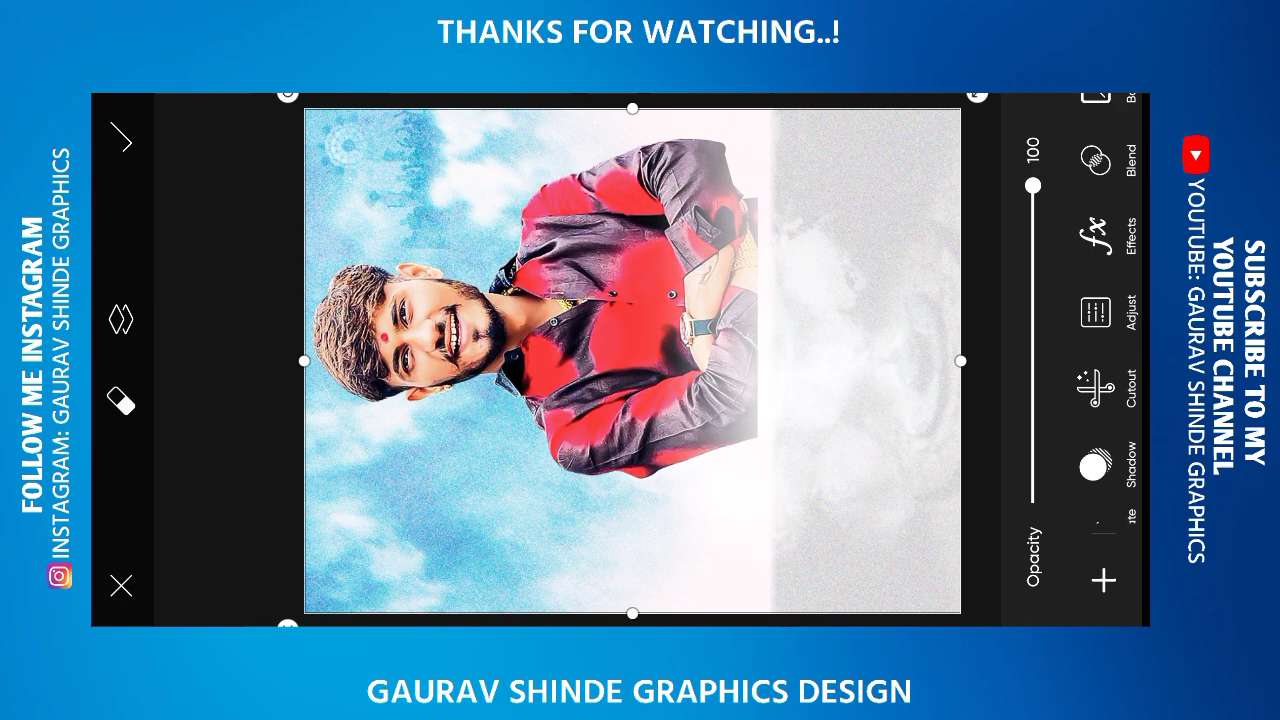 THANKS FOR WATCHING..!
FOLLOW ME INSTAGRAM
INSTAGRAM: GAURAV SHINDE GRAPHICS
100
Opacity
Blend
Effects
Adjust
Cutout
Shadow
SUBSCRIBE TO MY
YOUTUBE CHANNEL
YOUTUBE: GAURAV SHINDE GRAPHICS
GAURAV SHINDE GRAPHICS DESIGN